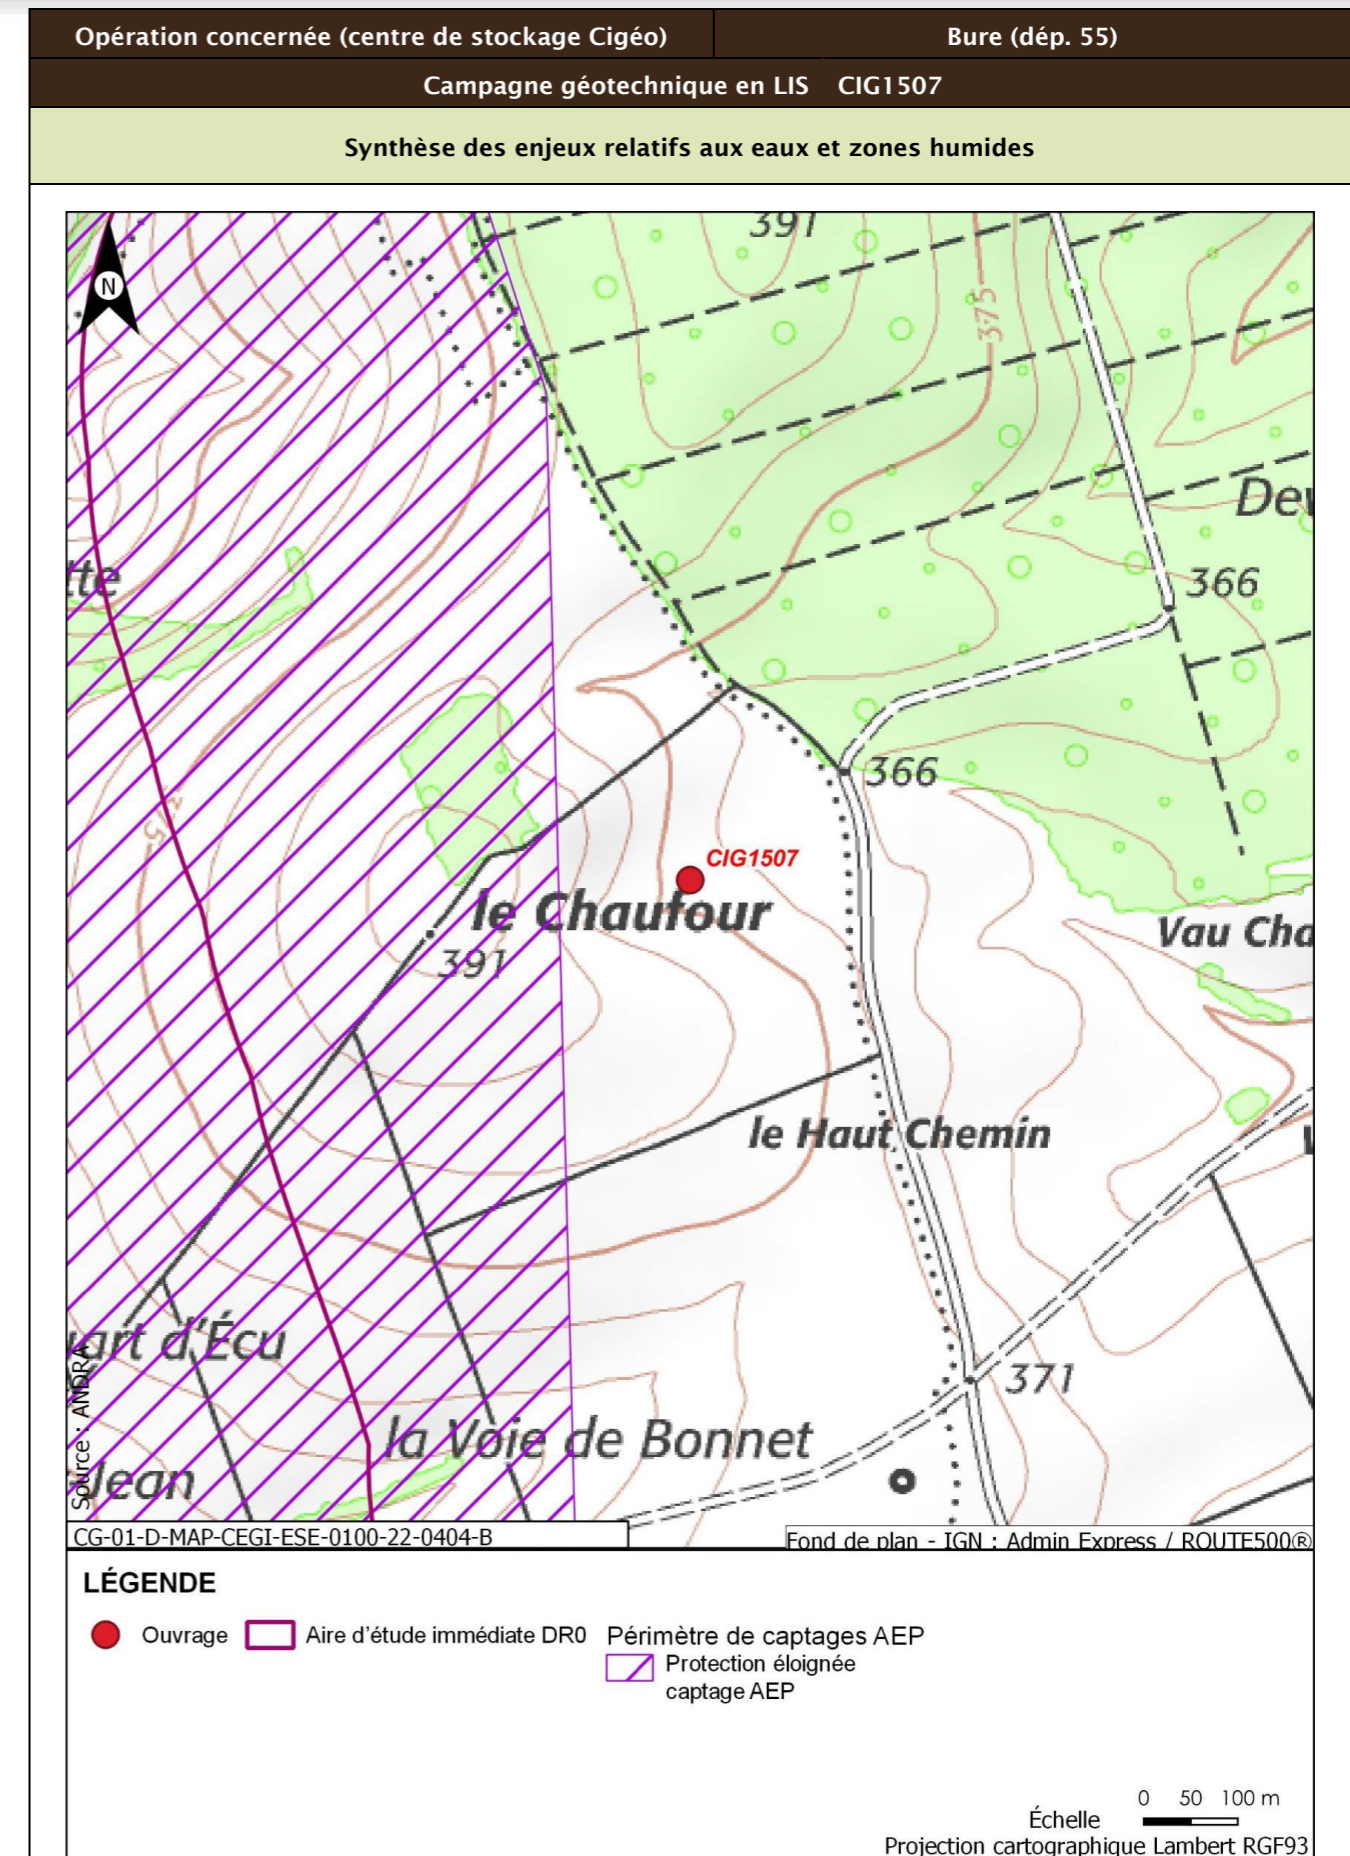 Opération concernée (centre de stockage Cigéo)
Bure (dép. 55)
Campagne géotechnique en LIS CIG1507
Synthèse des enjeux relatifs aux eaux et zones humides
391
N
375
Dev
tte
366
366
CIG1507
le Chaufour
391
Vau Cha
le Haut Chemin
art d'Écu
371
la Voie de Bonnet
Jean
Source : ANDRA
CG-01-D-MAP-CEGI-ESE-0100-22-0404-B
Fond de plan - IGN : Admin Express / ROUTE500®
LÉGENDE
Ouvrage
Aire d'étude immédiate DR0
Périmètre de captages AEP
Protection éloignée
captage AEP
0 50 100 m
Échelle
Projection cartographique Lambert RGF93